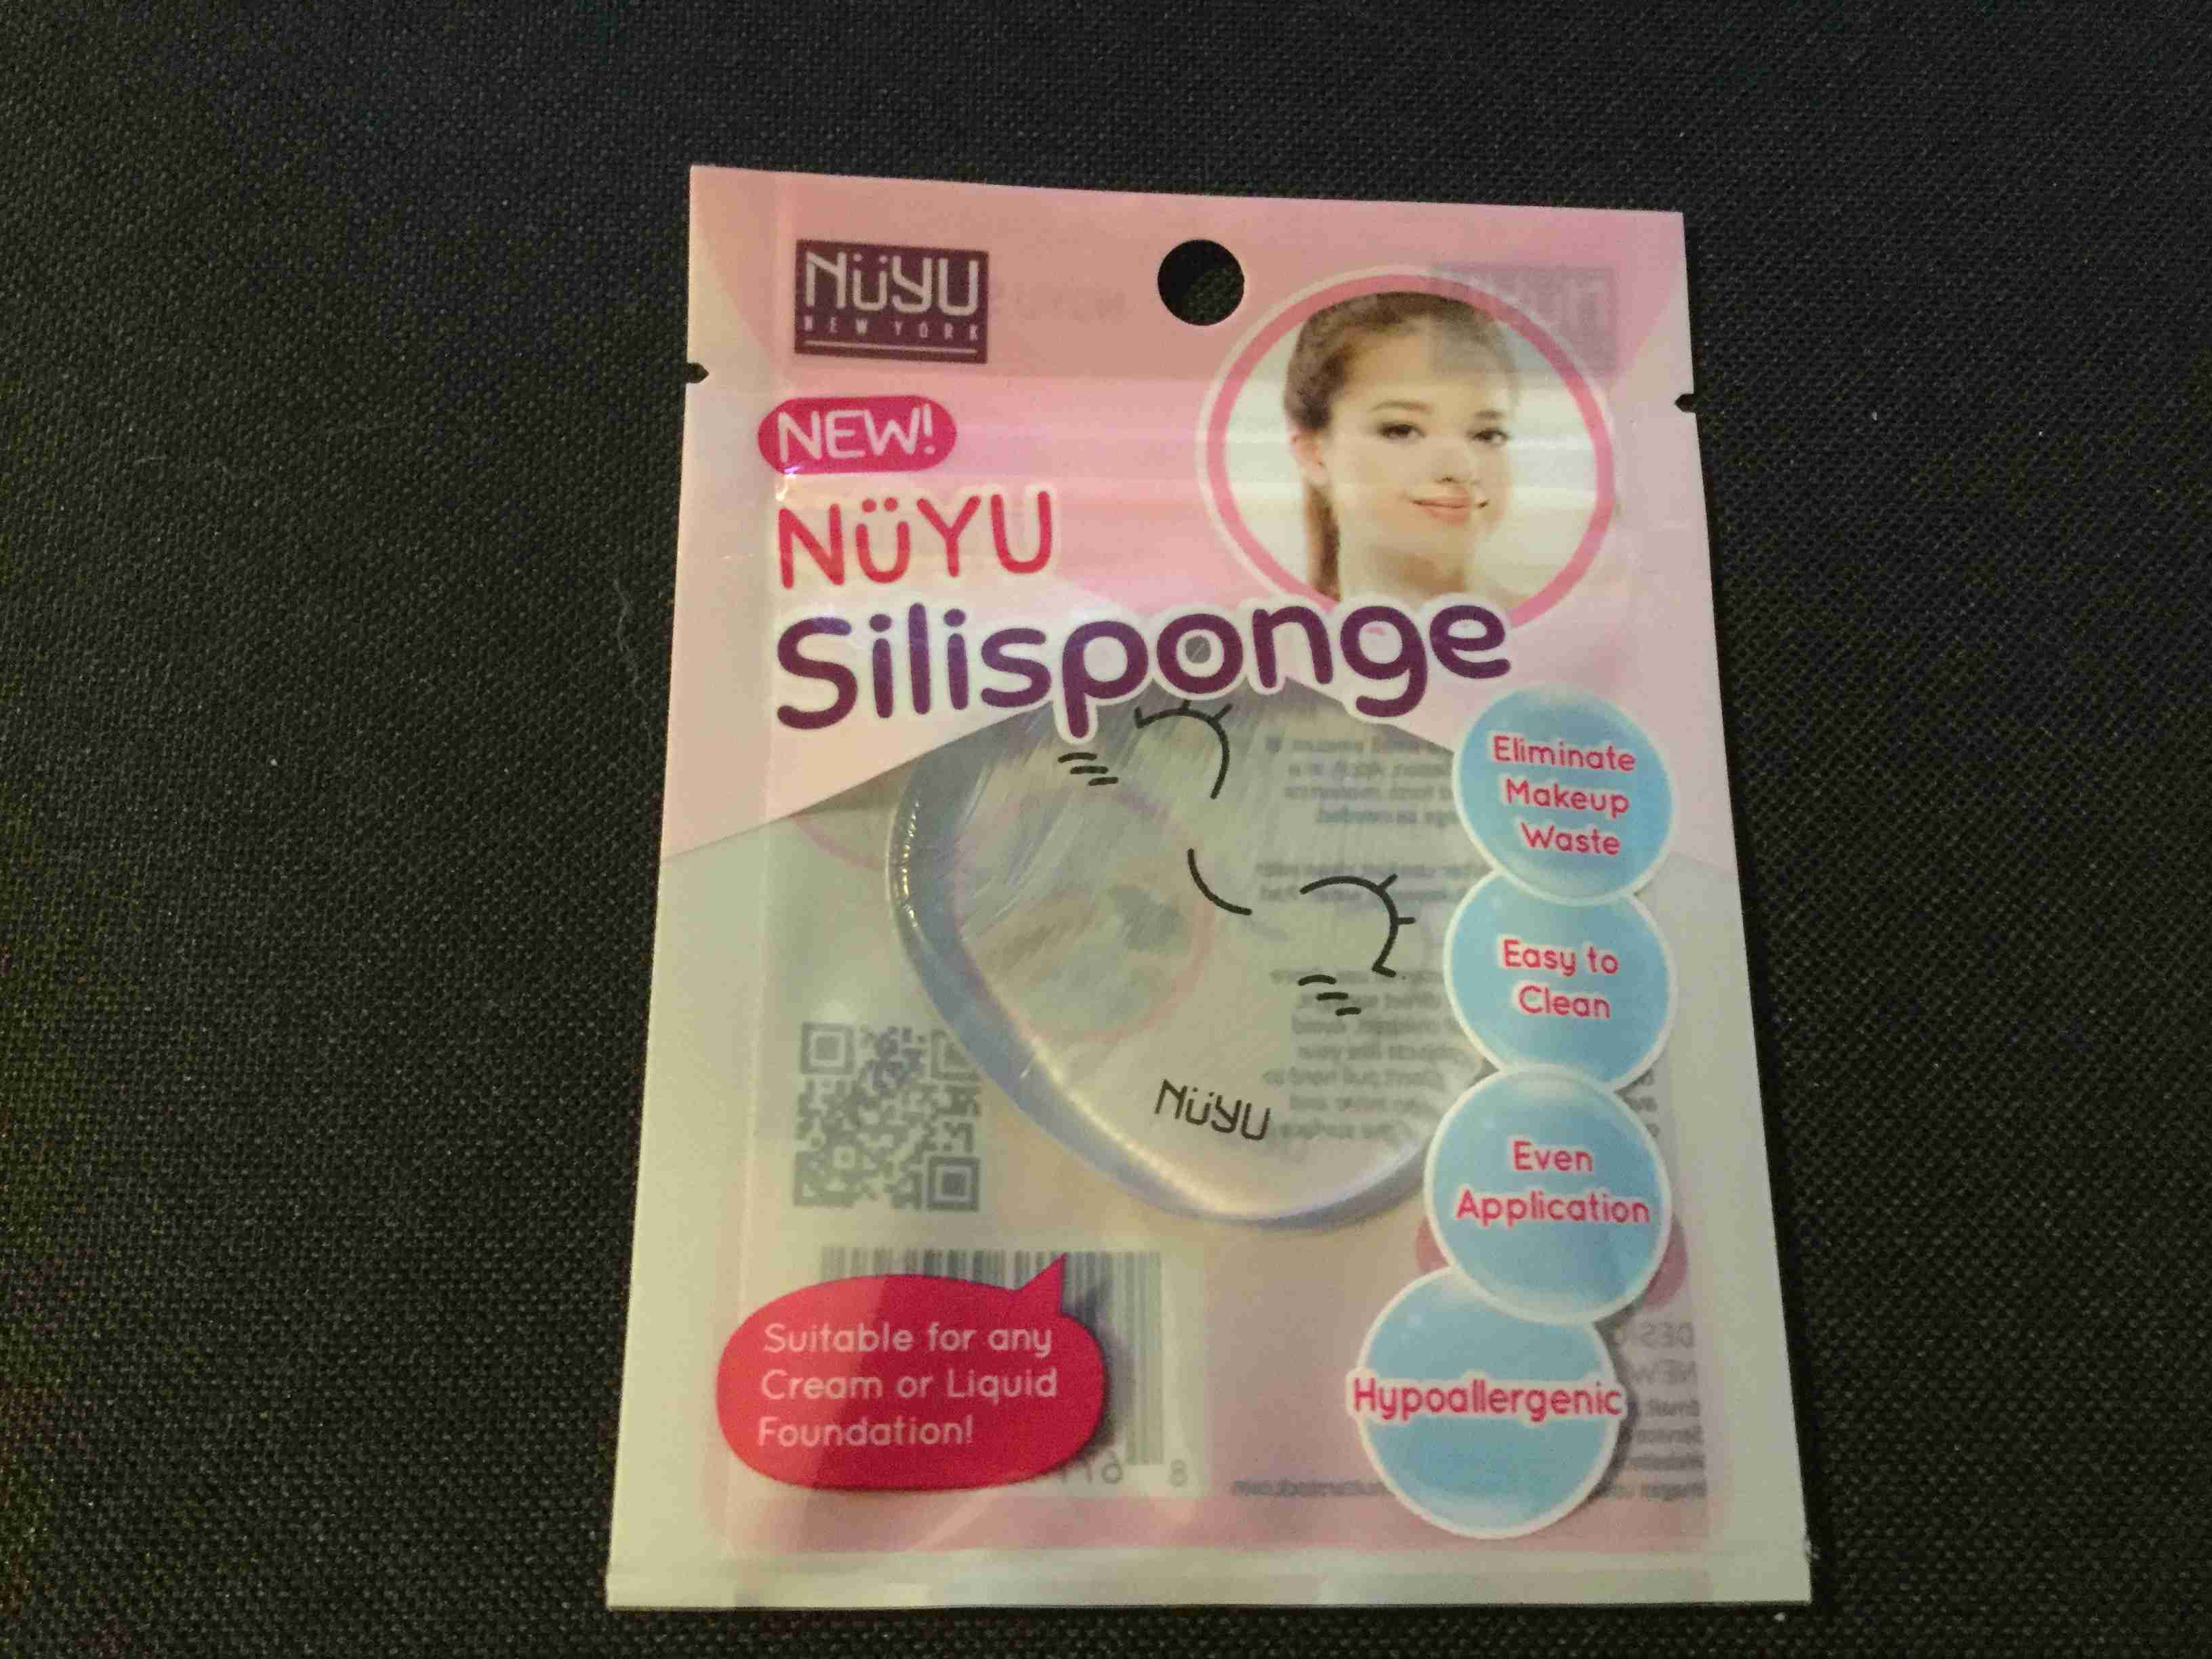 NüYU
NEW YORK
NEW!
NüYU
Silisponge
Eliminate
Makeup
Waste
Easy to
Clean
Even
Application
Hypoallergenic
NüYU
Suitable for any
Cream or Liquid
Foundation!